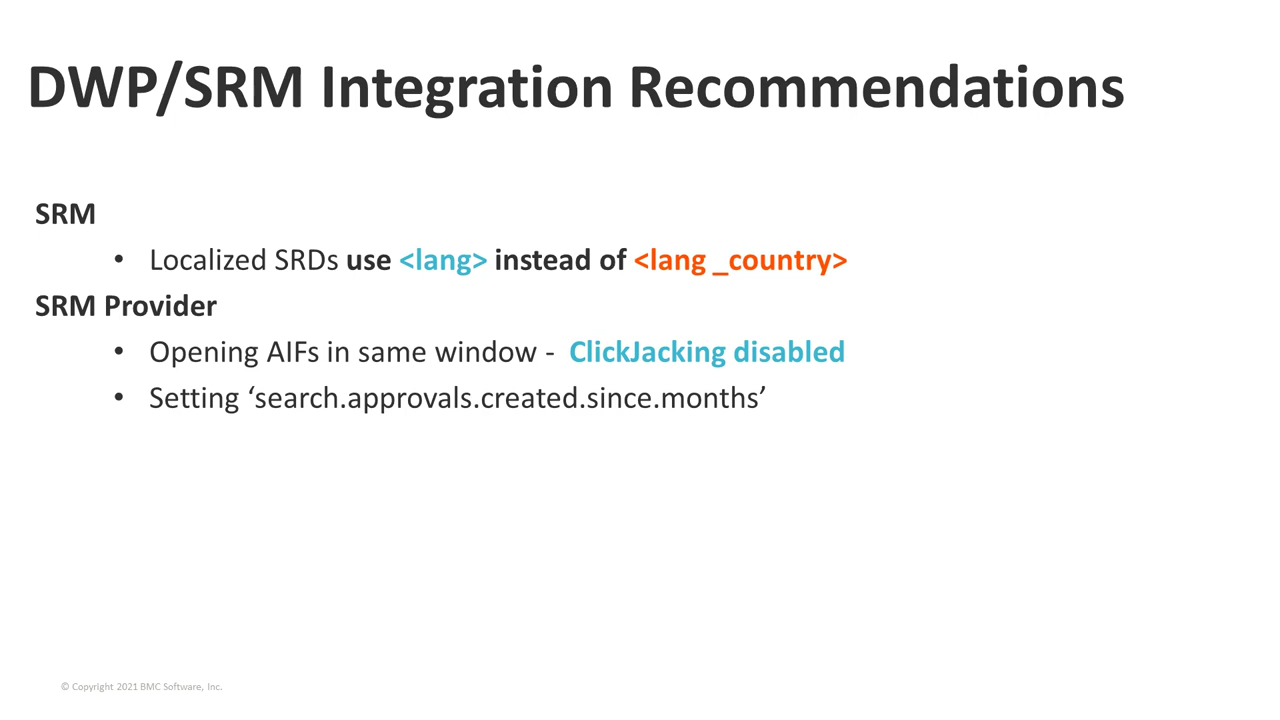 DWP/SRM Integration Recommendations
SRM
• Localized SRDs use <lang> instead of <lang _country>
SRM Provider
• Opening AIFs in same window - ClickJacking disabled
• Setting ‘search.approvals.created.since.months’
© Copyright 2021 BMC Software, Inc.